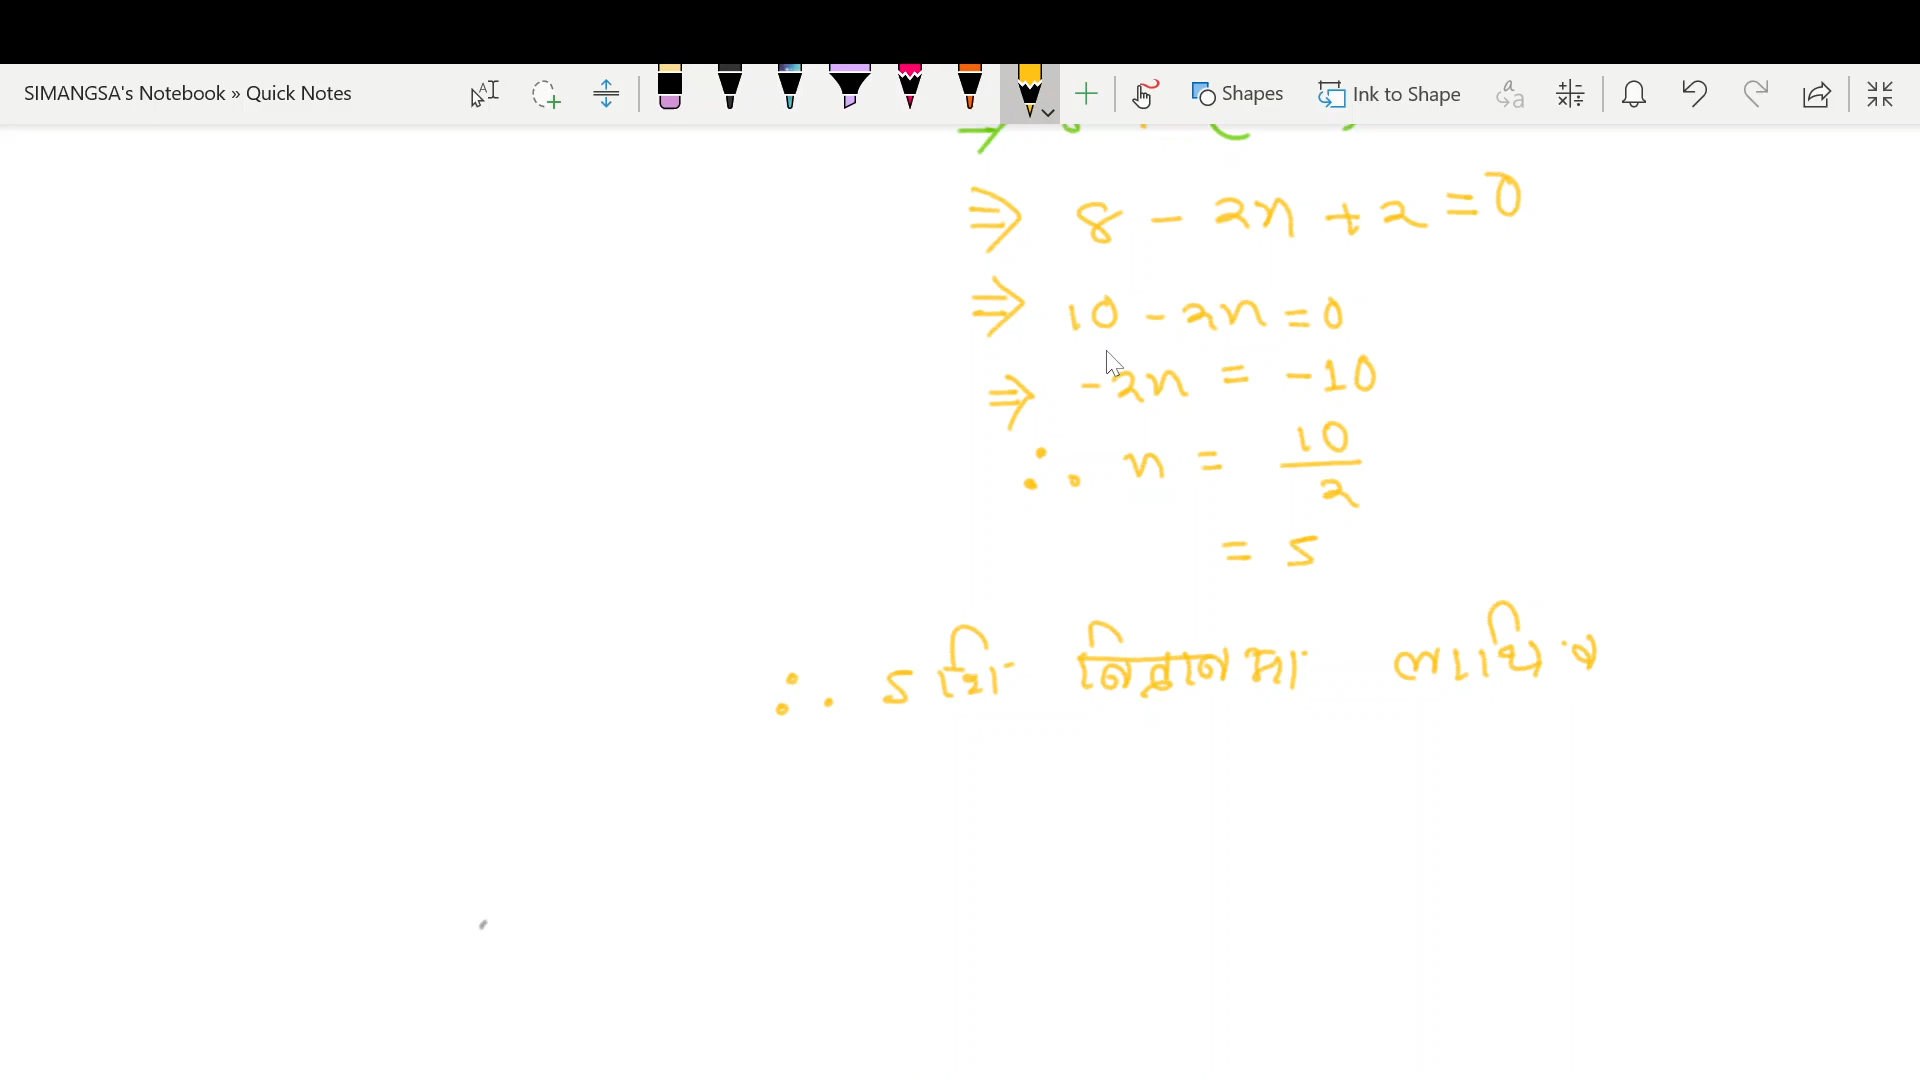 SIMANGSA's Notebook » Quick Notes
Shapes
Ink to Shape
⇒ 8 - 2n + 2 = 0
⇒ 10 - 2n = 0
⇒ -2n = -10
∴ n = 10/2
= 5
∴ 5